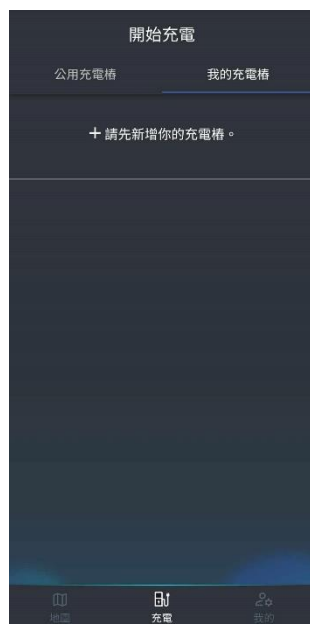 開始充電
公用充電樁
我的充電樁
+ 請先新增你的充電樁。
地圖
充電
我的